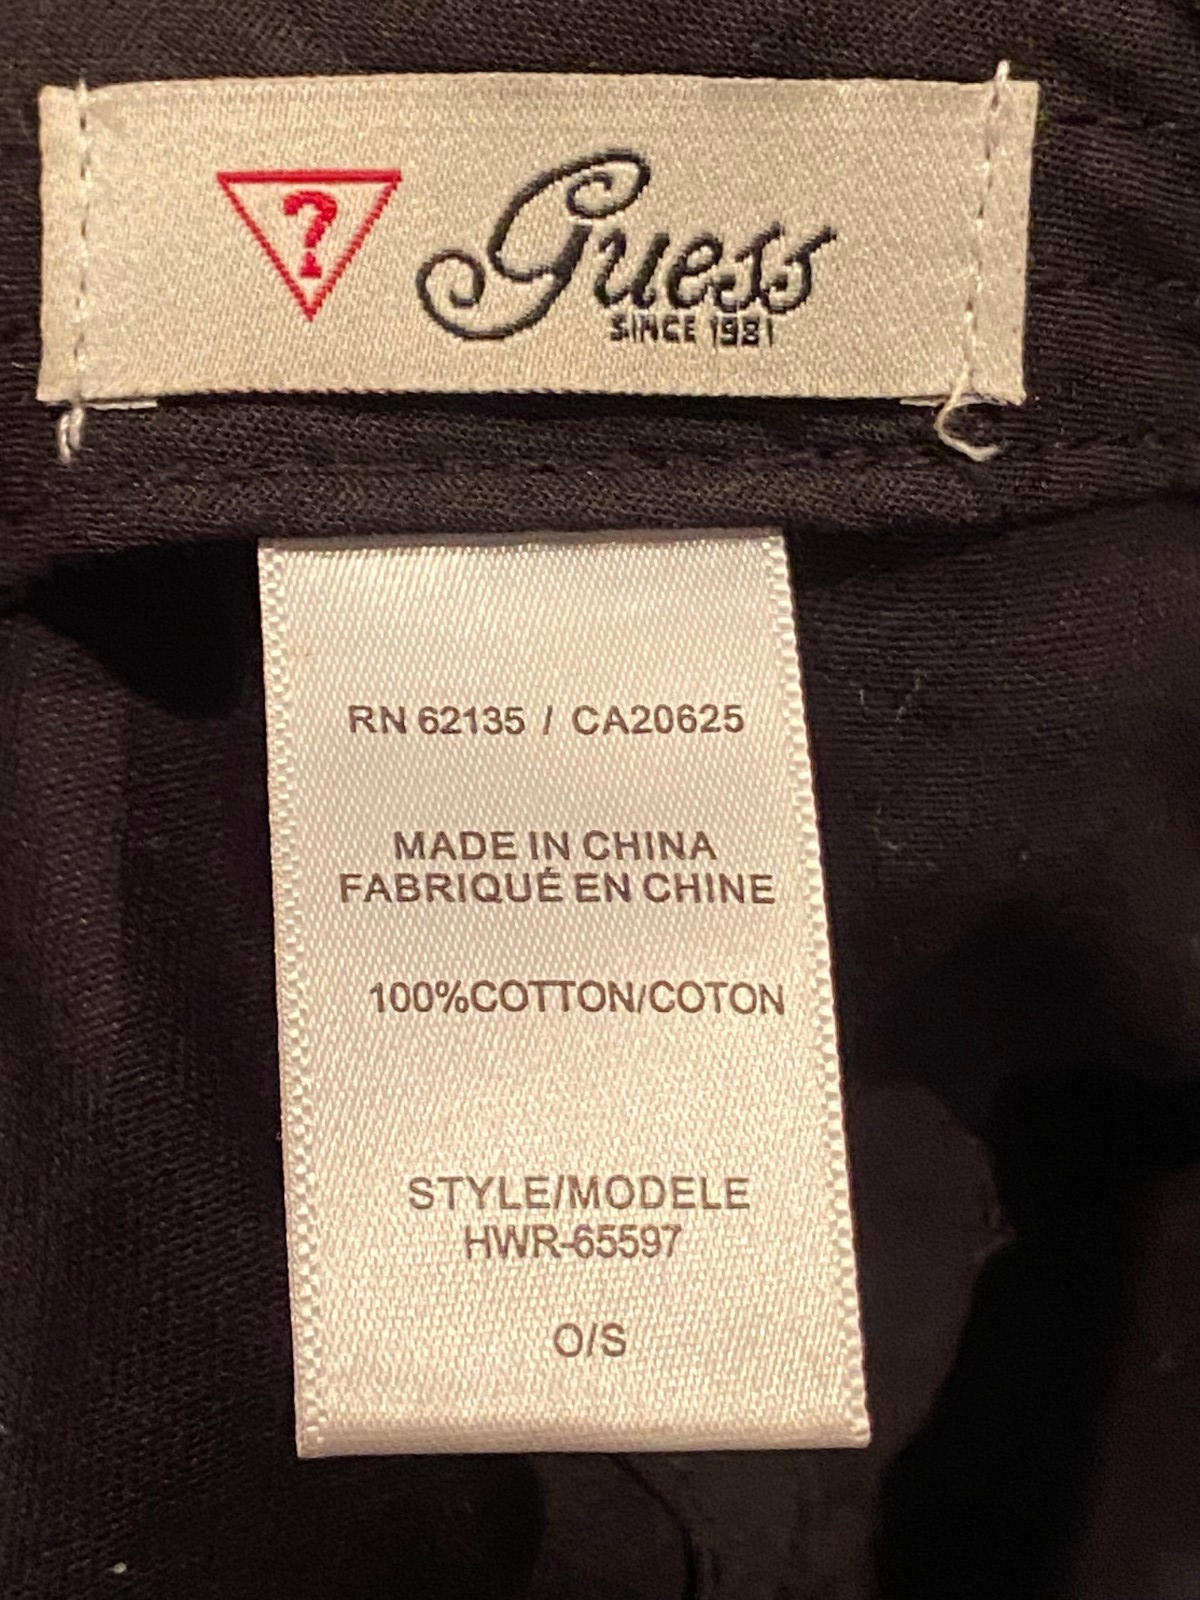 ?
Guess
SINCE 1981
RN 62135 / CA20625
MADE IN CHINA
FABRIQUÉ EN CHINE
100%COTTON/COTON
STYLE/MODELE
HWR-65597
O/S